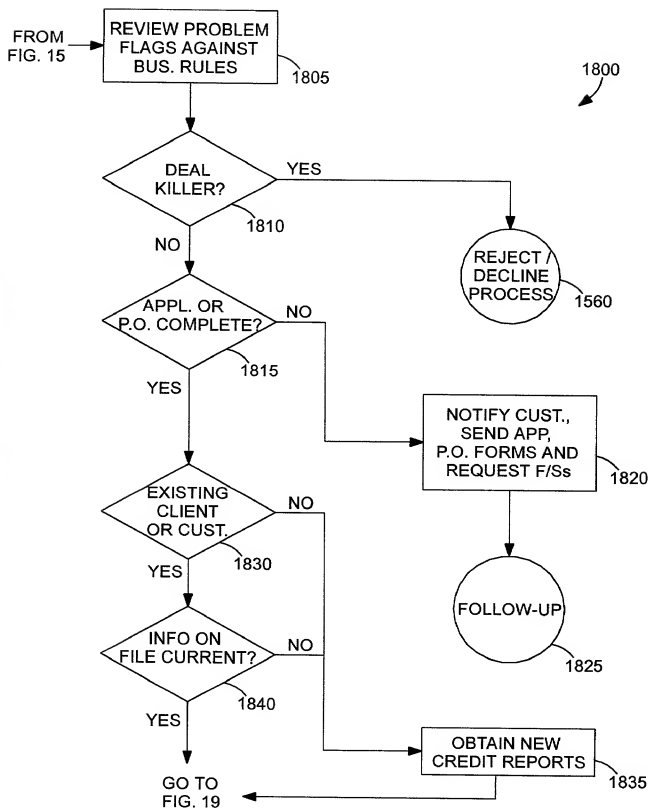 FROM
FIG. 15
REVIEW PROBLEM
FLAGS AGAINST
BUS. RULES
1805
1800
DEAL
KILLER?
YES
1810
NO
REJECT /
DECLINE
PROCESS
1560
APPL. OR
P.O. COMPLETE?
NO
1815
YES
NOTIFY CUST.,
SEND APP,
P.O. FORMS AND
REQUEST F/Ss
1820
EXISTING
CLIENT
OR CUST.
NO
1830
YES
FOLLOW-UP
1825
INFO ON
FILE CURRENT?
NO
1840
YES
OBTAIN NEW
CREDIT REPORTS
1835
GO TO
FIG. 19